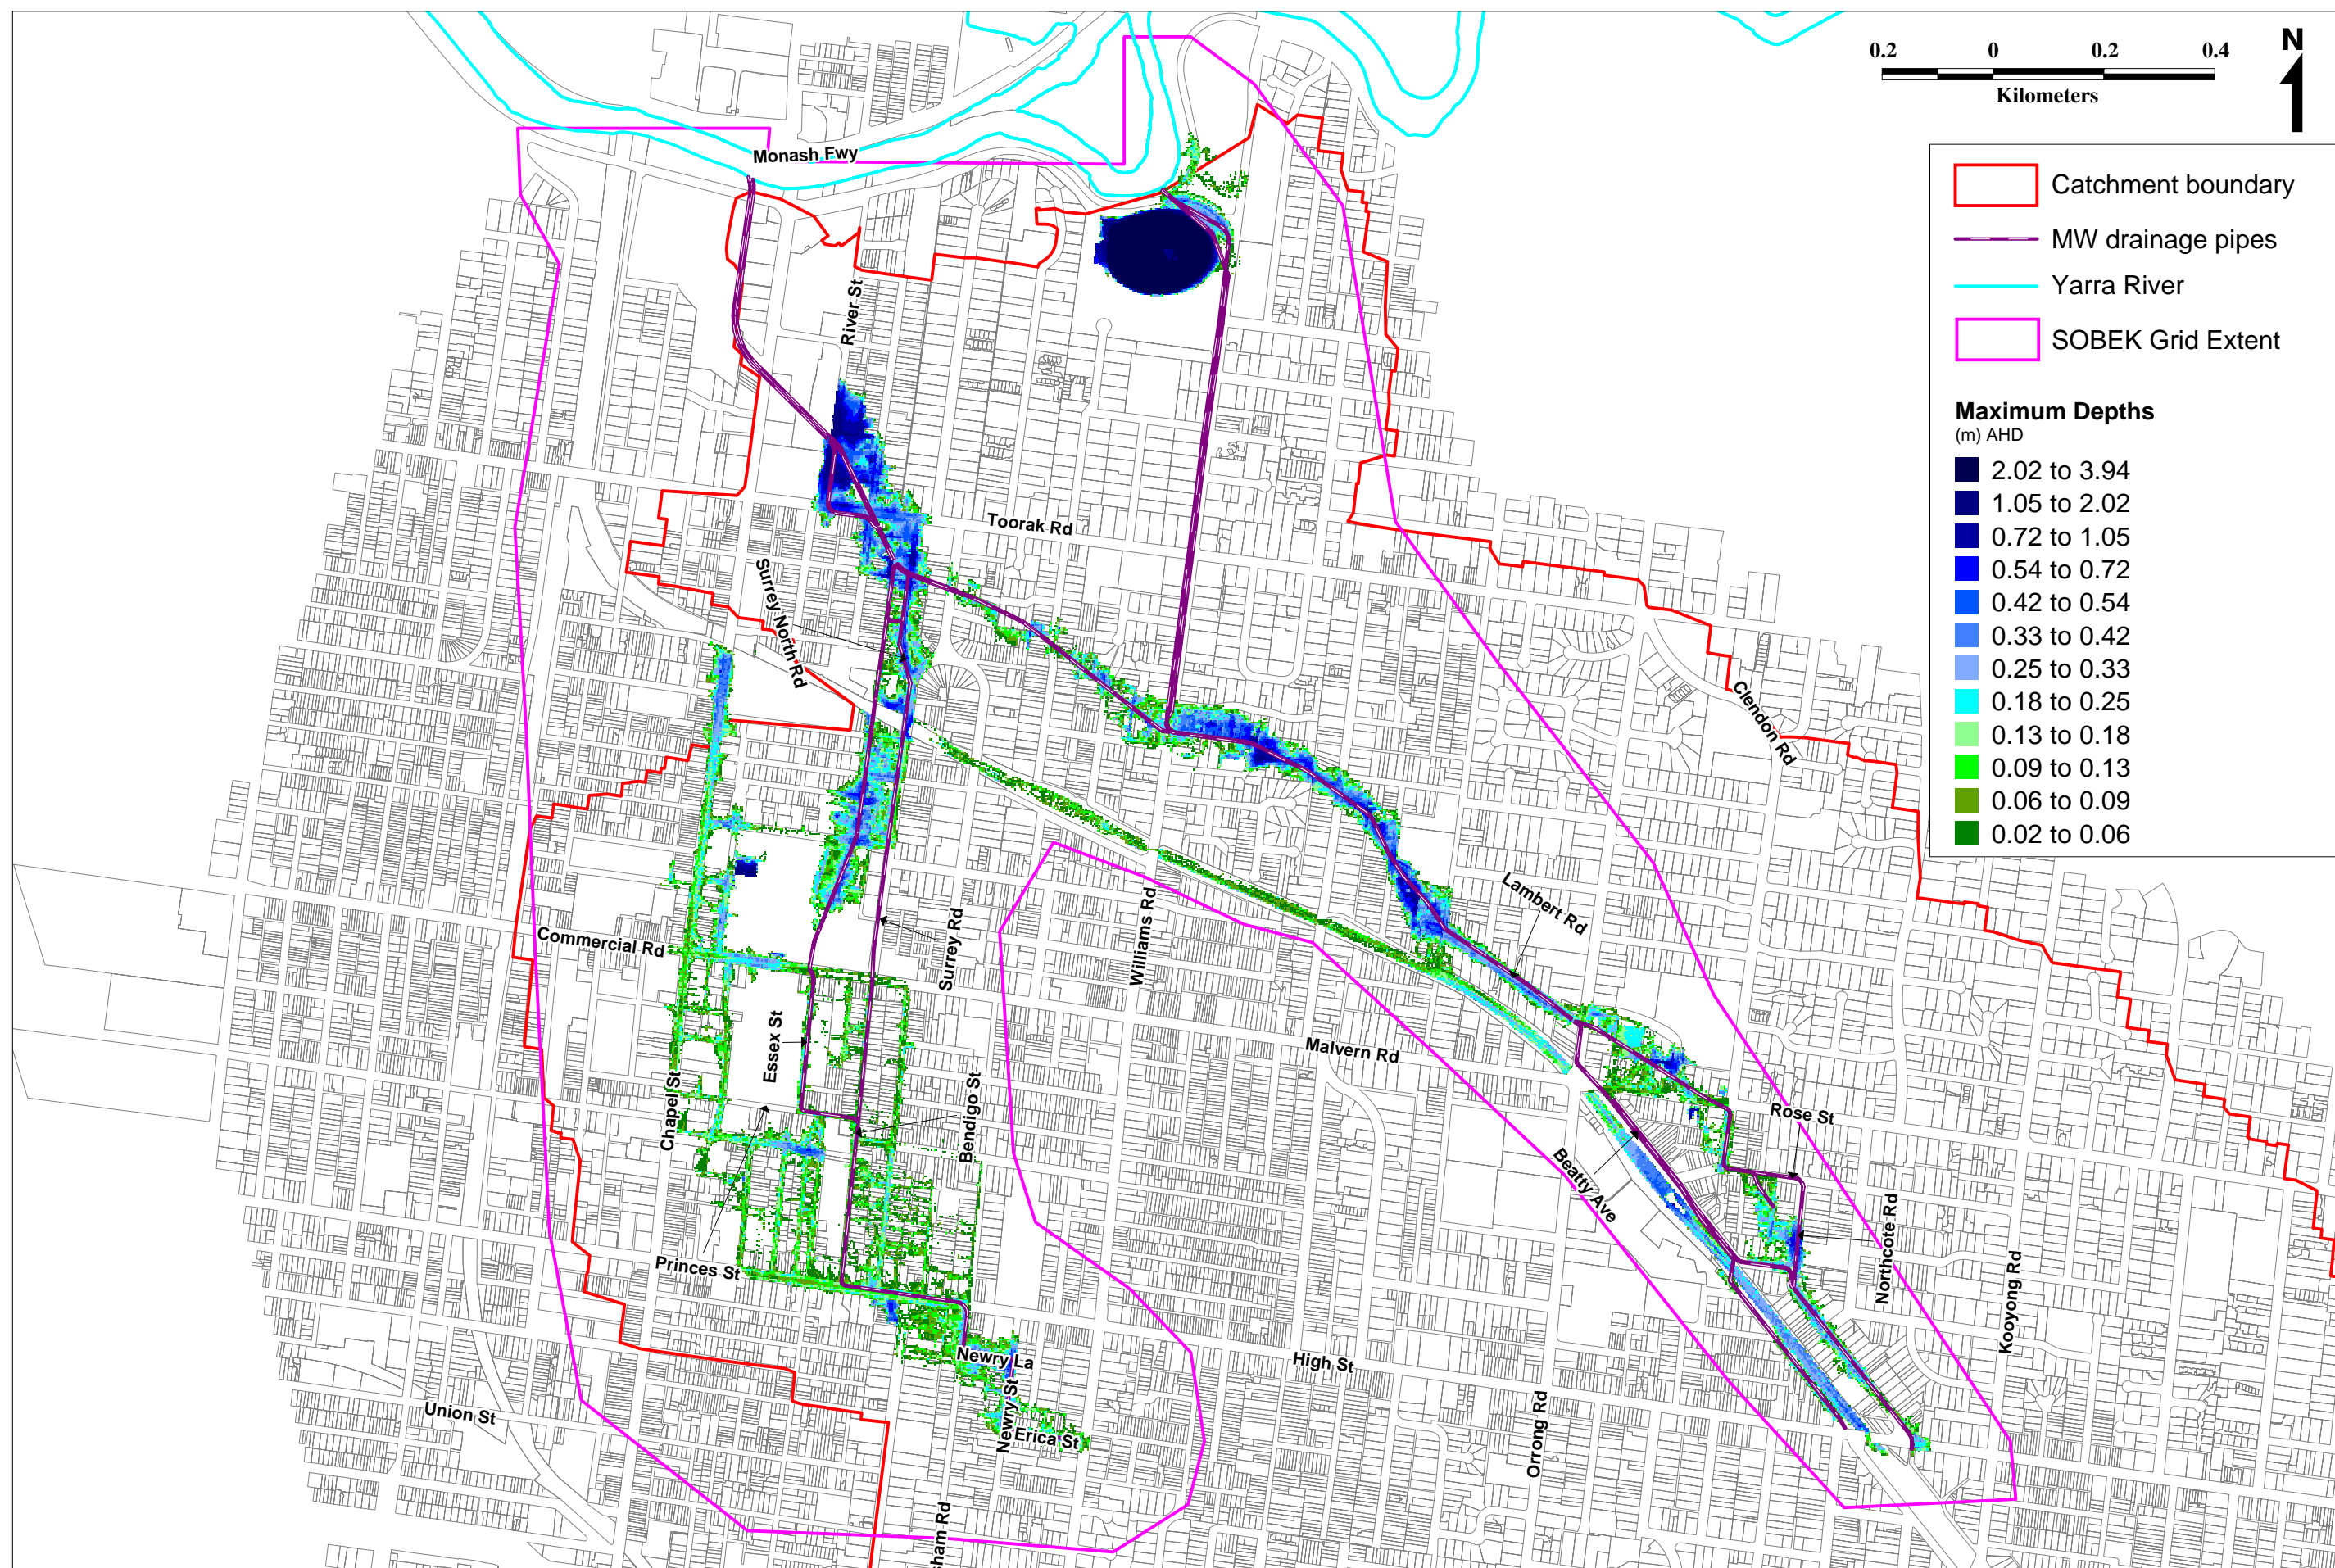 0.2 0 0.2 0.4
Kilometers
N
Catchment boundary
MW drainage pipes
Yarra River
SOBEK Grid Extent
Maximum Depths
(m) AHD
2.02 to 3.94
1.05 to 2.02
0.72 to 1.05
0.54 to 0.72
0.42 to 0.54
0.33 to 0.42
0.25 to 0.33
0.18 to 0.25
0.13 to 0.18
0.09 to 0.13
0.06 to 0.09
0.02 to 0.06
Monash Fwy
River St
Toorak Rd
Surrey North Rd
Clendon Rd
Lambert Rd
Commercial Rd
Surrey Rd
Williams Rd
Essex St
Malvern Rd
Chapel St
Bendigo St
Rose St
Beatty Ave
Northcote Rd
Kooyong Rd
Princes St
Newry La
High St
Newry St
Erica St
Union St
Orrong Rd
ham Rd